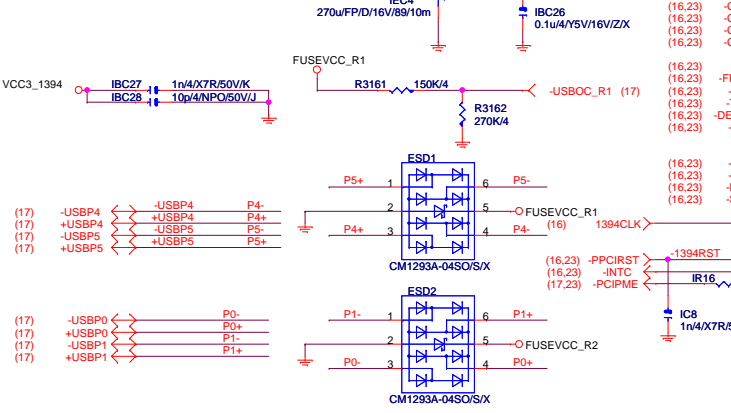 IEC4
270u/FP/D/16V/89/10m
IBC26
0.1u/4/Y5V/16V/Z/X
(16,23)
(16,23)
(16,23)
(16,23)
FUSEVCC_R1
VCC3_1394
IBC27 1n/4/X7R/50V/K
IBC28 10p/4/NPO/50V/J
R3161 150K/4
-USBOC_R1 (17)
R3162
270K/4
(16,23)
(16,23)
(16,23)
(16,23) -DE
(16,23)
ESD1
P5+ 1 6 P5-
2 5 FUSEVCC_R1
P4+ 3 4 P4-
CM1293A-04SO/S/X
(17) -USBP4 -USBP4 P4-
(17) +USBP4 +USBP4 P4+
(17) -USBP5 -USBP5 P5-
(17) +USBP5 +USBP5 P5+
(16,23)
(16,23)
(16,23)
(16,23)
(16) 1394CLK
-1394RST
(16,23) -PPCIRST
(16,23) -INTC
(17,23) -PCIPME
IR16
IC8
1n/4/X7R/5
ESD2
P1- 1 6 P1+
2 5 FUSEVCC_R2
P0- 3 4 P0+
CM1293A-04SO/S/X
(17) -USBP0 P0-
(17) +USBP0 P0+
(17) -USBP1 P1-
(17) +USBP1 P1+